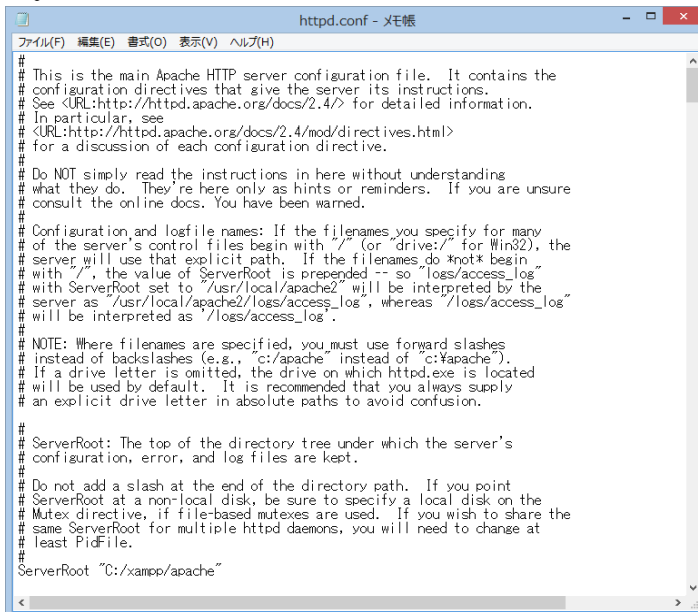 httpd.conf - メモ帳
ファイル(F) 編集(E) 書式(O) 表示(V) ヘルプ(H)
#
# This is the main Apache HTTP server configuration file.  It contains the
# configuration directives that give the server its instructions.
# See <URL:http://httpd.apache.org/docs/2.4/> for detailed information.
# In particular, see
# <URL:http://httpd.apache.org/docs/2.4/mod/directives.html>
# for a discussion of each configuration directive.
#
# Do NOT simply read the instructions in here without understanding
# what they do.  They're here only as hints or reminders.  If you are unsure
# consult the online docs. You have been warned.
#
# Configuration and logfile names: If the filenames you specify for many
# of the server's control files begin with "/" (or "drive:/" for Win32), the
# server will use that explicit path.  If the filenames do *not* begin
# with "/", the value of ServerRoot is prepended -- so "logs/access_log"
# with ServerRoot set to "/usr/local/apache2" will be interpreted by the
# server as "/usr/local/apache2/logs/access_log", whereas "/logs/access_log"
# will be interpreted as '/logs/access_log'.
#
# NOTE: Where filenames are specified, you must use forward slashes
# instead of backslashes (e.g., "c:/apache" instead of "c:¥apache").
# If a drive letter is omitted, the drive on which httpd.exe is located
# will be used by default.  It is recommended that you always supply
# an explicit drive letter in absolute paths to avoid confusion.
#
# ServerRoot: The top of the directory tree under which the server's
# configuration, error, and log files are kept.
#
# Do not add a slash at the end of the directory path.  If you point
# ServerRoot at a non-local disk, be sure to specify a local disk on the
# Mutex directive, if file-based mutexes are used.  If you wish to share the
# same ServerRoot for multiple httpd daemons, you will need to change at
# least PidFile.
#
ServerRoot "C:/xampp/apache"